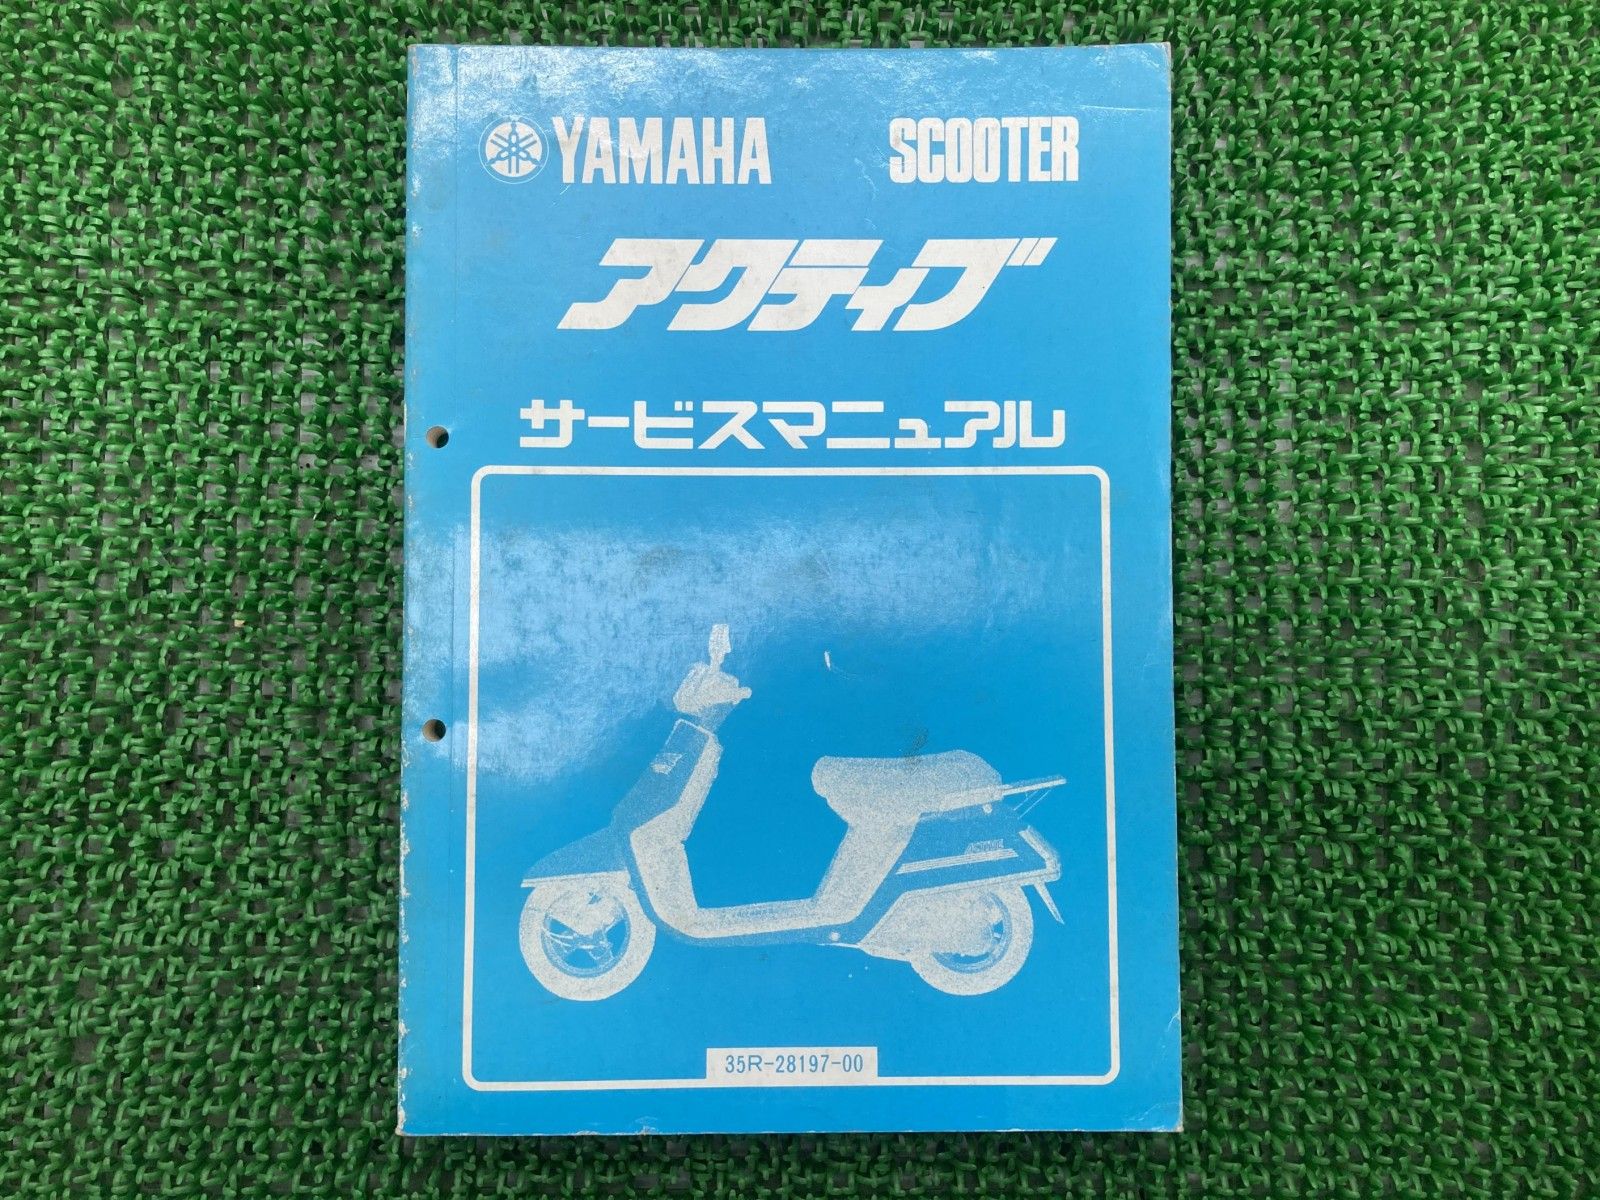 YAMAHA SCOOTER
アクティブ
サービスマニュアル
ACTIVE
35R-28197-00